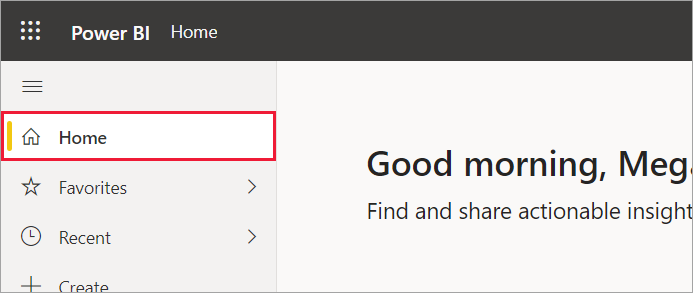 Power BI Home
Home
Good morning, Mega
Favorites
Find and share actionable insight
Recent
Create